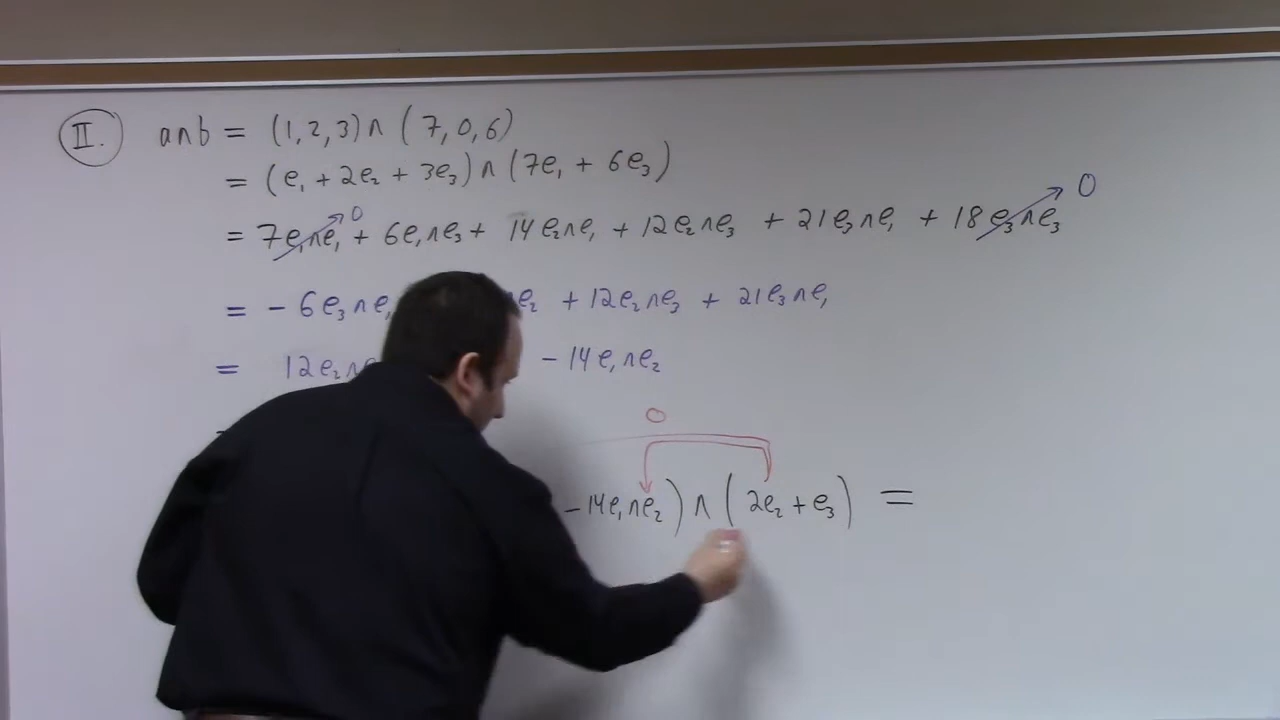 II. a∧b = (1,2,3)∧(7,0,6)
= (e₁ + 2e₂ + 3e₃)∧(7e₁ + 6e₃)
0 0
= 7e₁∧e₁ + 6e₁∧e₃ + 14e₂∧e₁ + 12e₂∧e₃ + 21e₃∧e₁ + 18e₃∧e₃
= -6e₃∧e₁ e₂ + 12e₂∧e₃ + 21e₃∧e₁
= 12e₂∧ -14e₁∧e₂
0
-14e₁∧e₂)∧(2e₂ + e₃) =